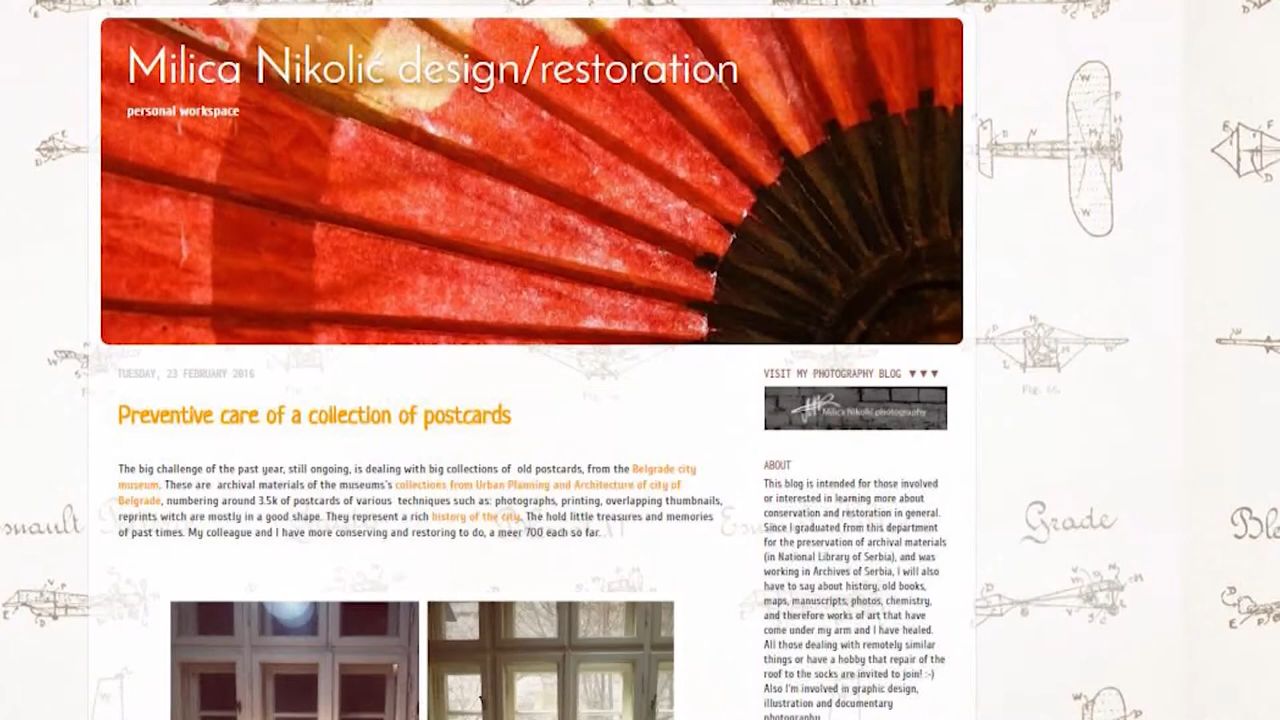 Milica Nikolić design/restoration
personal workspace
TUESDAY, 23 FEBRUARY 2016
Preventive care of a collection of postcards
The big challenge of the past year, still ongoing, is dealing with big collections of old postcards, from the Belgrade city
museum. These are archival materials of the museums's collections from Urban Planning and Architecture of city of
Belgrade, numbering around 3.5k of postcards of various techniques such as: photographs, printing, overlapping thumbnails,
reprints witch are mostly in a good shape. They represent a rich history of the city. The hold little treasures and memories
of past times. My colleague and I have more conserving and restoring to do, a meer 700 each so far.
VISIT MY PHOTOGRAPHY BLOG ▼▼▼
Milica Nikolić photography
ABOUT
This blog is intended for those involved
or interested in learning more about
conservation and restoration in general.
Since I graduated from this department
for the preservation of archival materials
(in National Library of Serbia), and was
working in Archives of Serbia, I will also
have to say about history, old books,
maps, manuscripts, photos, chemistry,
and therefore works of art that have
come under my arm and I have healed.
All those dealing with remotely similar
things or have a hobby that repair of the
roof to the socks are invited to join! :-)
Also I'm involved in graphic design,
illustration and documentary
photography.
Grade